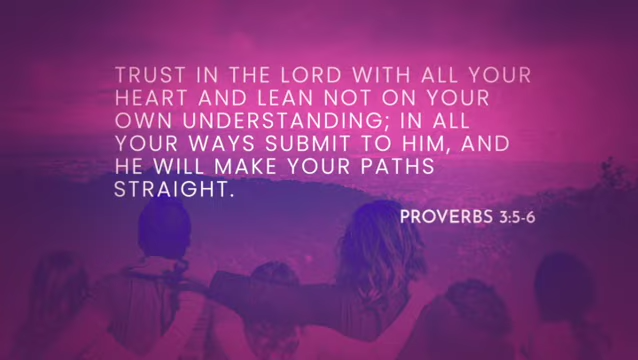 TRUST IN THE LORD WITH ALL YOUR
HEART AND LEAN NOT ON YOUR
OWN UNDERSTANDING; IN ALL
YOUR WAYS SUBMIT TO HIM, AND
HE WILL MAKE YOUR PATHS
STRAIGHT.
PROVERBS 3:5-6